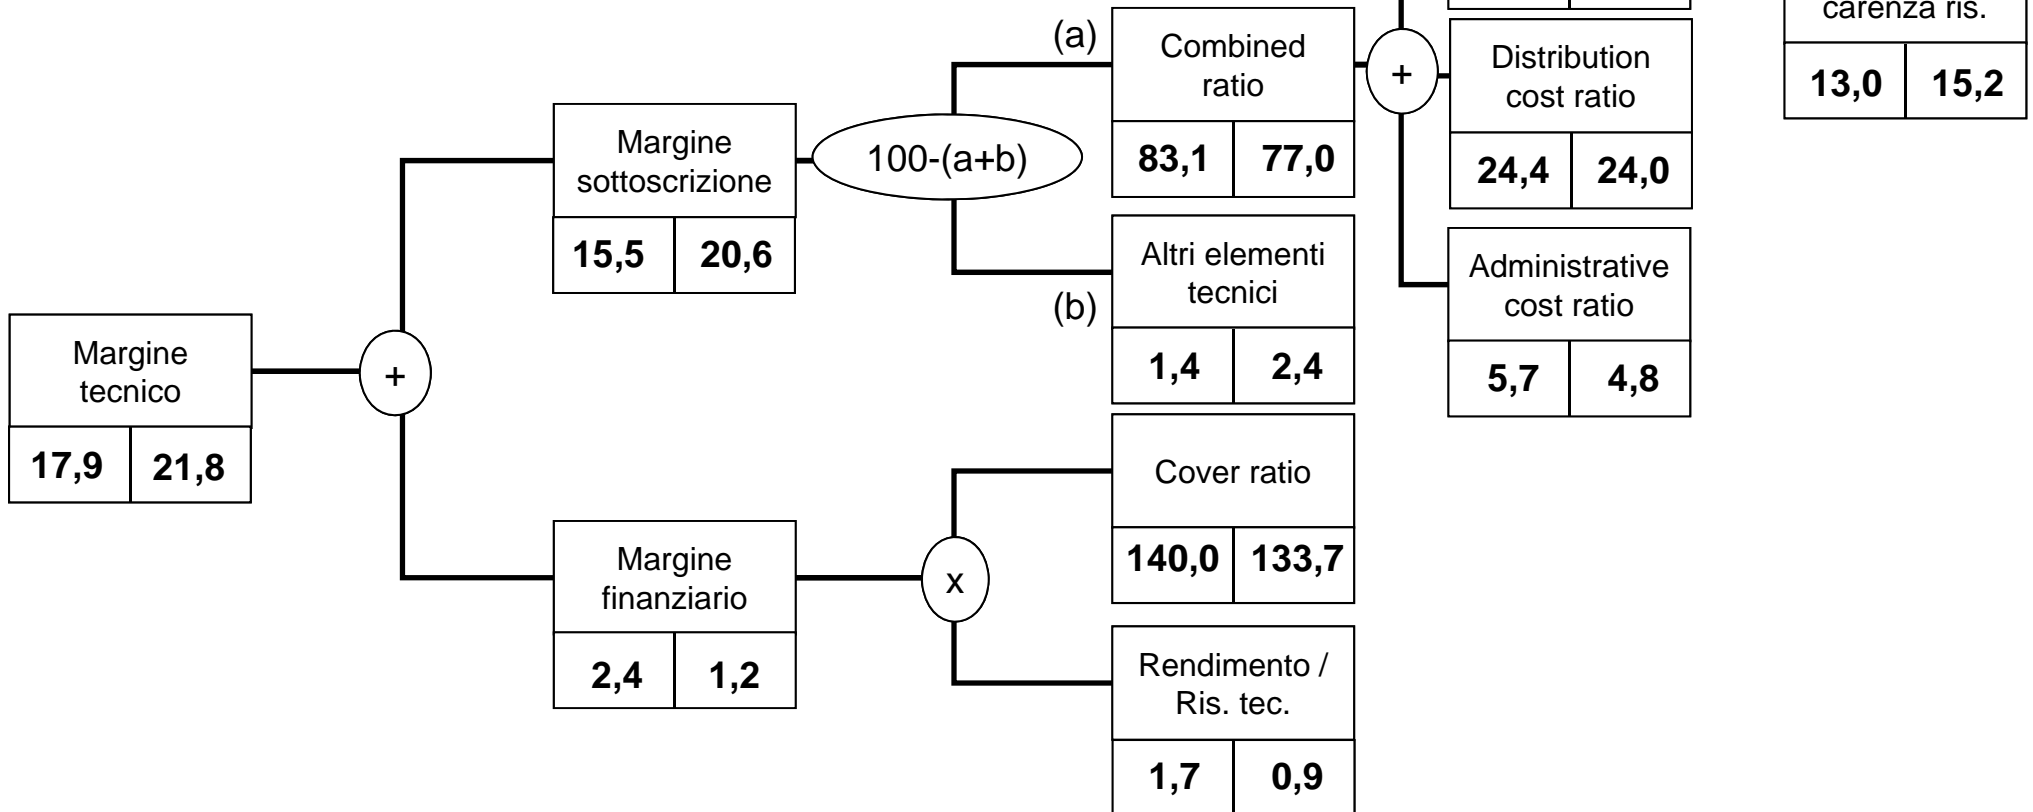 carenza ris.
13,0 15,2
(a)
Combined
ratio
83,1 77,0
+
Distribution
cost ratio
24,4 24,0
Margine
sottoscrizione
15,5 20,6
100-(a+b)
Altri elementi
tecnici
(b)
1,4 2,4
Administrative
cost ratio
5,7 4,8
Margine
tecnico
17,9 21,8
+
Cover ratio
140,0 133,7
Margine
finanziario
2,4 1,2
x
Rendimento /
Ris. tec.
1,7 0,9